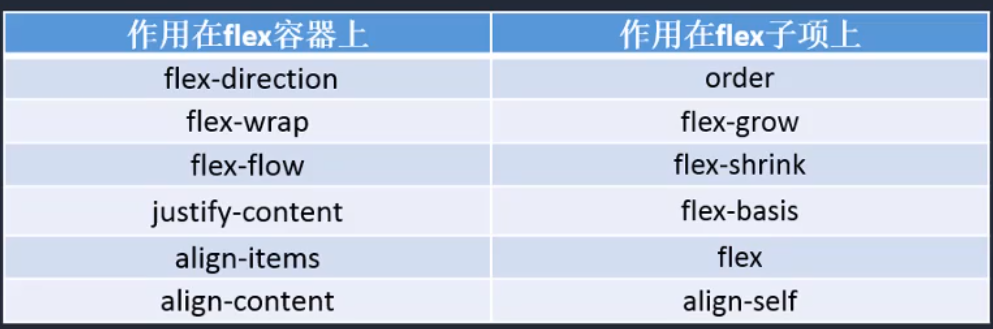 作用在flex容器上 作用在flex子项上
flex-direction order
flex-wrap flex-grow
flex-flow flex-shrink
justify-content flex-basis
align-items flex
align-content align-self